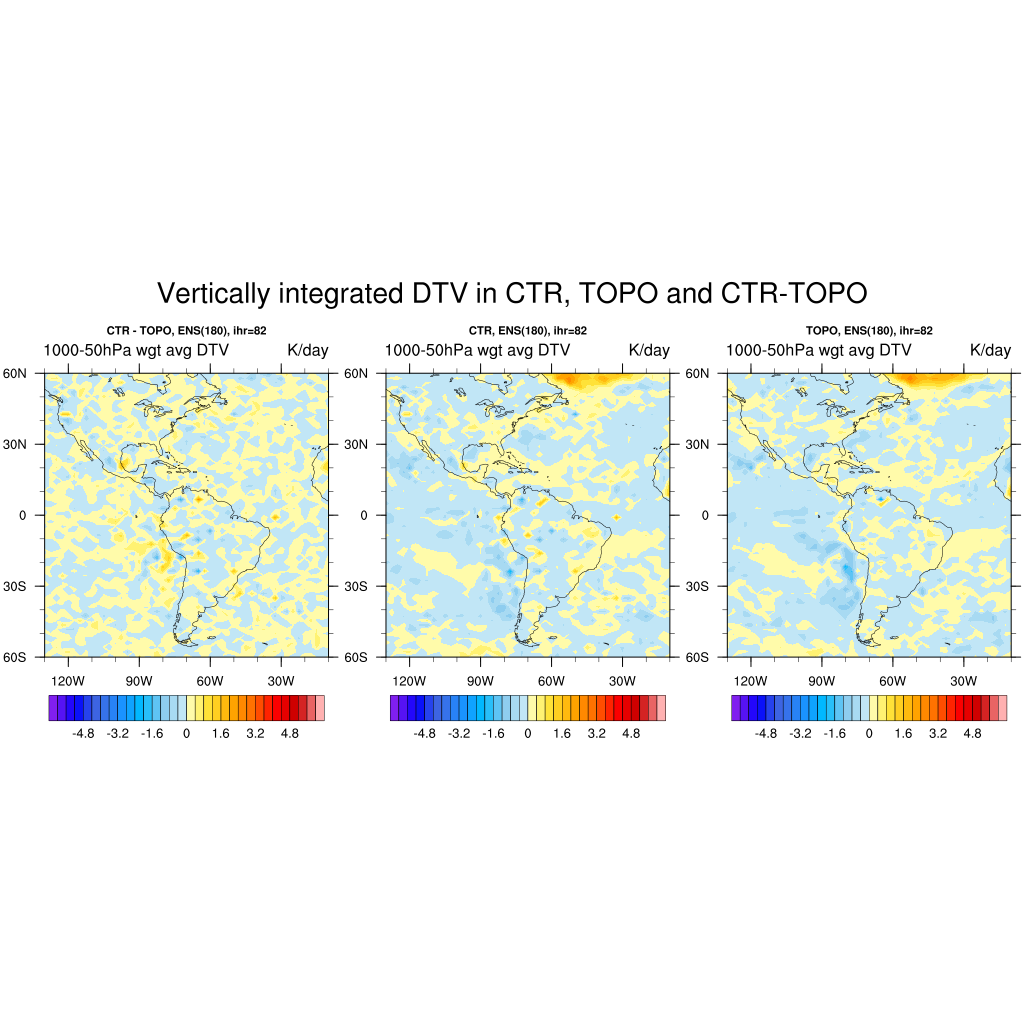 Vertically integrated DTV in CTR, TOPO and CTR-TOPO
CTR - TOPO, ENS(180), ihr=82
1000-50hPa wgt avg DTV K/day
60N
30N
0
30S
60S
120W 90W 60W 30W
-4.8 -3.2 -1.6 0 1.6 3.2 4.8
CTR, ENS(180), ihr=82
1000-50hPa wgt avg DTV K/day
60N
30N
0
30S
60S
120W 90W 60W 30W
-4.8 -3.2 -1.6 0 1.6 3.2 4.8
TOPO, ENS(180), ihr=82
1000-50hPa wgt avg DTV K/day
60N
30N
0
30S
60S
120W 90W 60W 30W
-4.8 -3.2 -1.6 0 1.6 3.2 4.8